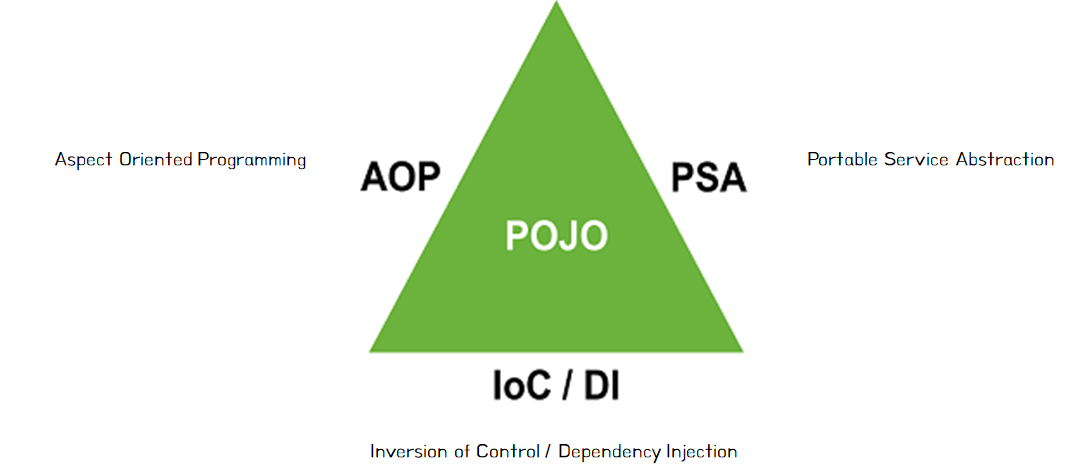 Aspect Oriented Programming
AOP
PSA
Portable Service Abstraction
POJO
IoC / DI
Inversion of Control / Dependency Injection